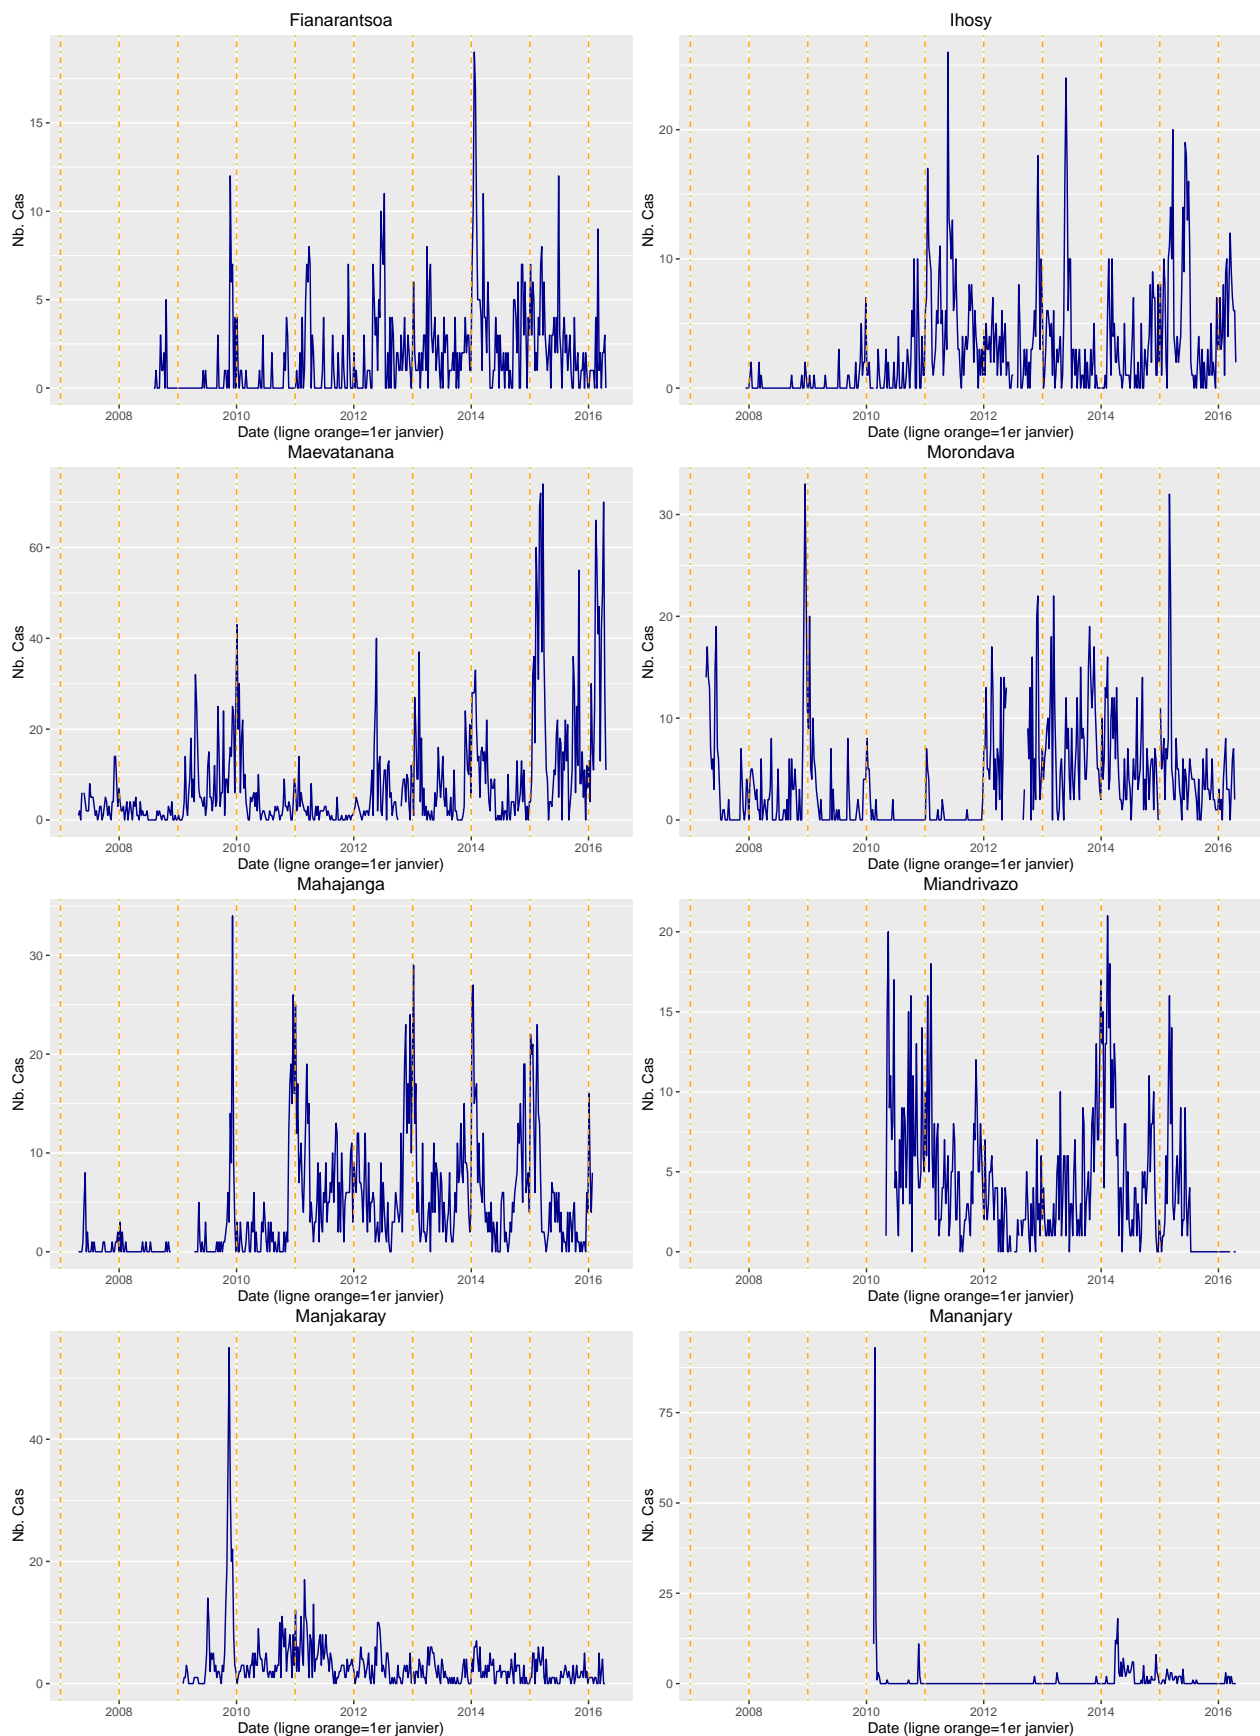 Fianarantsoa
Nb. Cas
15
10
5
0
2008 2010 2012 2014 2016
Date (ligne orange=1er janvier)
Ihosy
Nb. Cas
20
10
0
2008 2010 2012 2014 2016
Date (ligne orange=1er janvier)
Maevatanana
Nb. Cas
60
40
20
0
2008 2010 2012 2014 2016
Date (ligne orange=1er janvier)
Morondava
Nb. Cas
30
20
10
0
2008 2010 2012 2014 2016
Date (ligne orange=1er janvier)
Mahajanga
Nb. Cas
30
20
10
0
2008 2010 2012 2014 2016
Date (ligne orange=1er janvier)
Miandrivazo
Nb. Cas
20
15
10
5
0
2008 2010 2012 2014 2016
Date (ligne orange=1er janvier)
Manjakaray
Nb. Cas
40
20
0
2008 2010 2012 2014 2016
Date (ligne orange=1er janvier)
Mananjary
Nb. Cas
75
50
25
0
2008 2010 2012 2014 2016
Date (ligne orange=1er janvier)